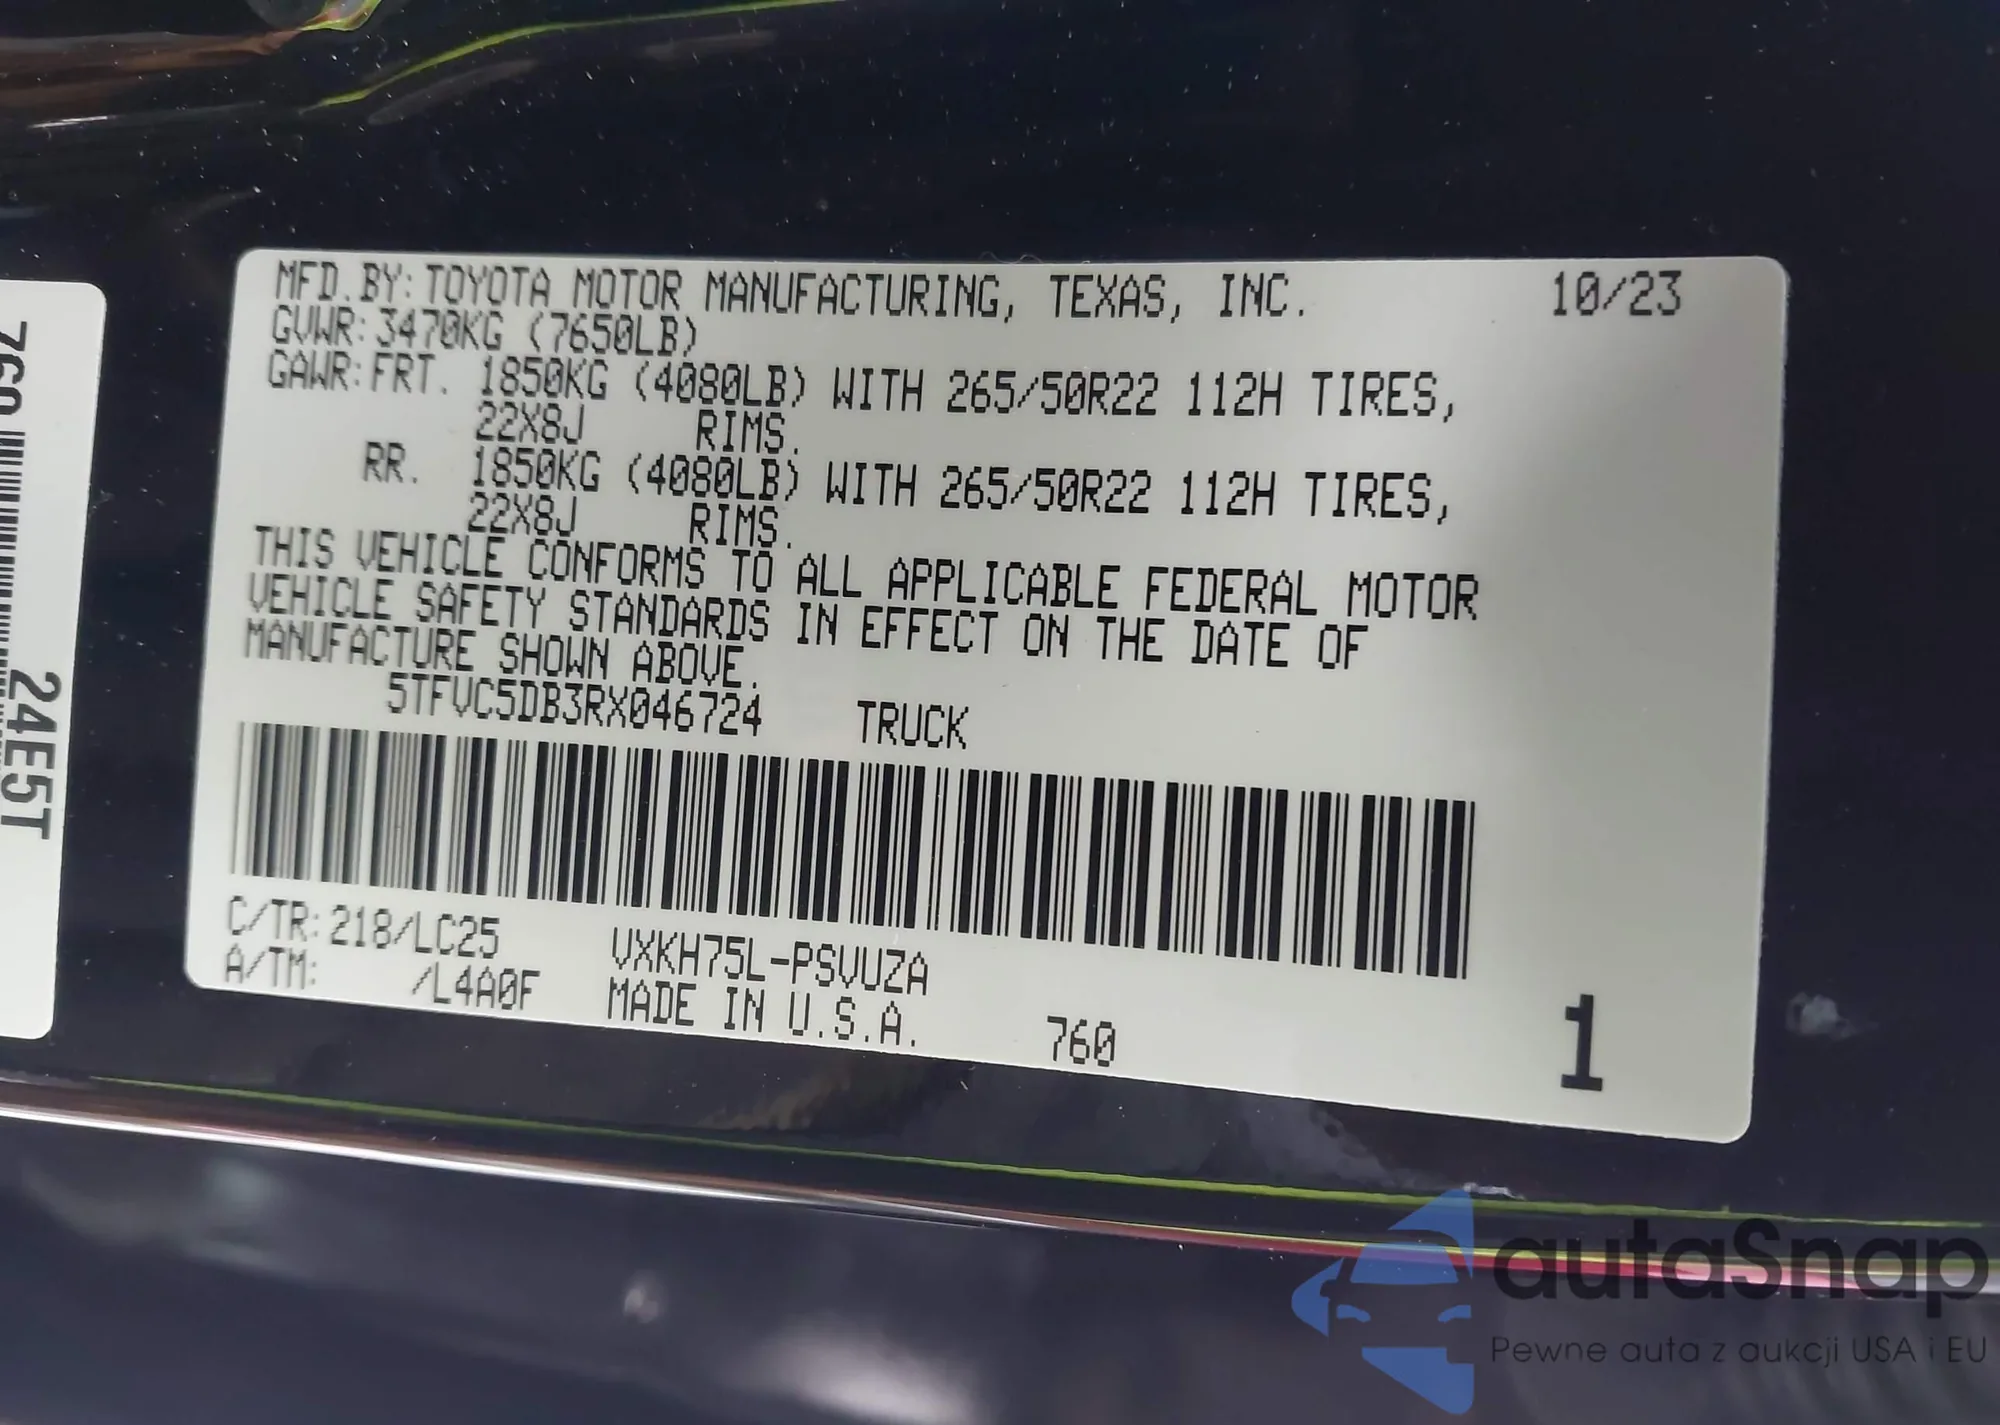 MFD. BY: TOYOTA MOTOR MANUFACTURING, TEXAS, INC. 10/23
GVWR: 3470KG (7650LB)
GAWR: FRT. 1850KG (4080LB) WITH 265/50R22 112H TIRES,
22X8J RIMS.
RR. 1850KG (4080LB) WITH 265/50R22 112H TIRES,
22X8J RIMS.
THIS VEHICLE CONFORMS TO ALL APPLICABLE FEDERAL MOTOR
VEHICLE SAFETY STANDARDS IN EFFECT ON THE DATE OF
MANUFACTURE SHOWN ABOVE.
5TFVC5DB3RX046724 TRUCK
C/TR: 218/LC25 VXKH75L-PSVUZA
A/TM: /L4A0F MADE IN U.S.A. 760 1
760
24E5T
autaSnap
Pewne auta z aukcji USA i EU